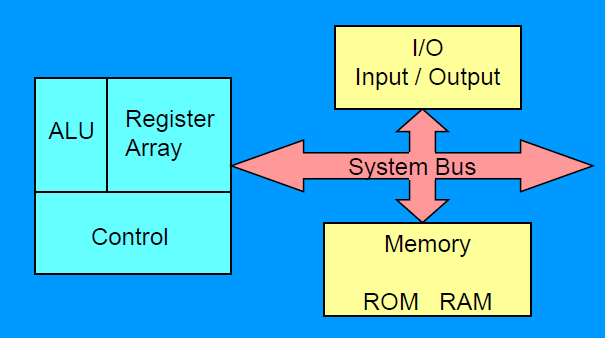 I/O
Input / Output
ALU
Register
Array
System Bus
Control
Memory
ROM RAM